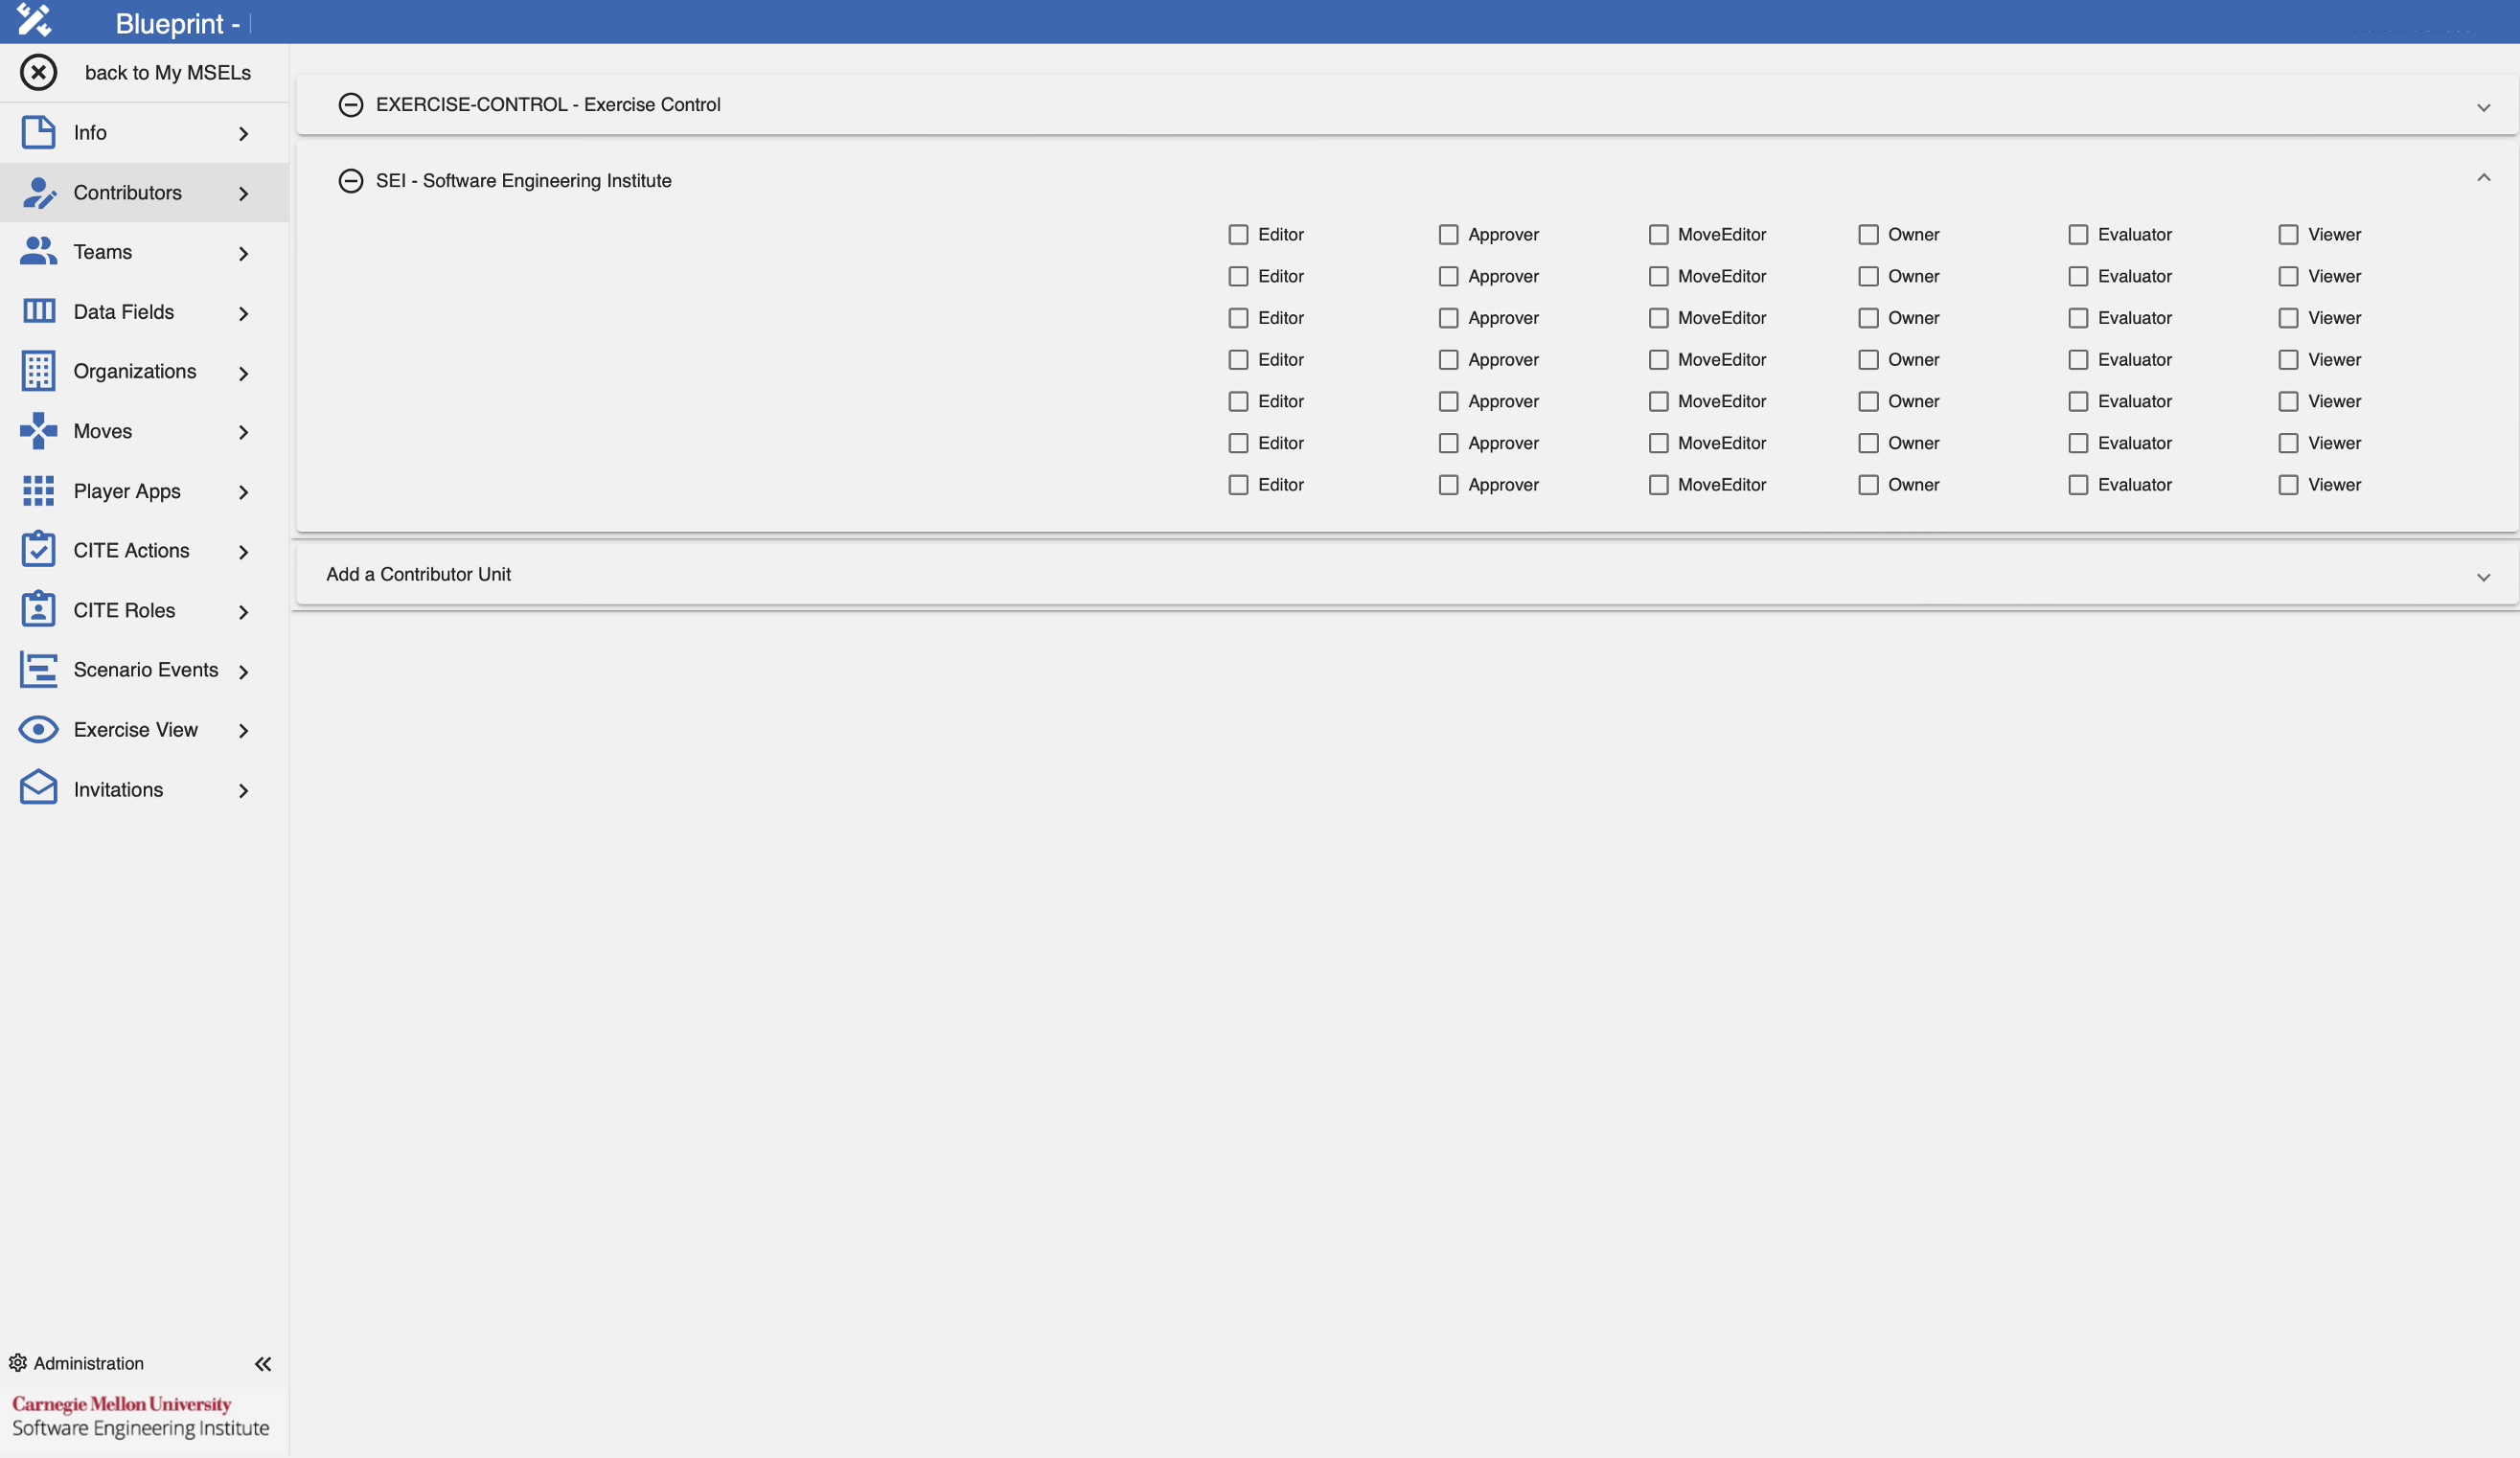 Blueprint -
back to My MSELs
Info
Contributors
Teams
Data Fields
Organizations
Moves
Player Apps
CITE Actions
CITE Roles
Scenario Events
Exercise View
Invitations
EXERCISE-CONTROL - Exercise Control
SEI - Software Engineering Institute
Editor Approver MoveEditor Owner Evaluator Viewer
Editor Approver MoveEditor Owner Evaluator Viewer
Editor Approver MoveEditor Owner Evaluator Viewer
Editor Approver MoveEditor Owner Evaluator Viewer
Editor Approver MoveEditor Owner Evaluator Viewer
Editor Approver MoveEditor Owner Evaluator Viewer
Editor Approver MoveEditor Owner Evaluator Viewer
Add a Contributor Unit
Administration
Carnegie Mellon University
Software Engineering Institute